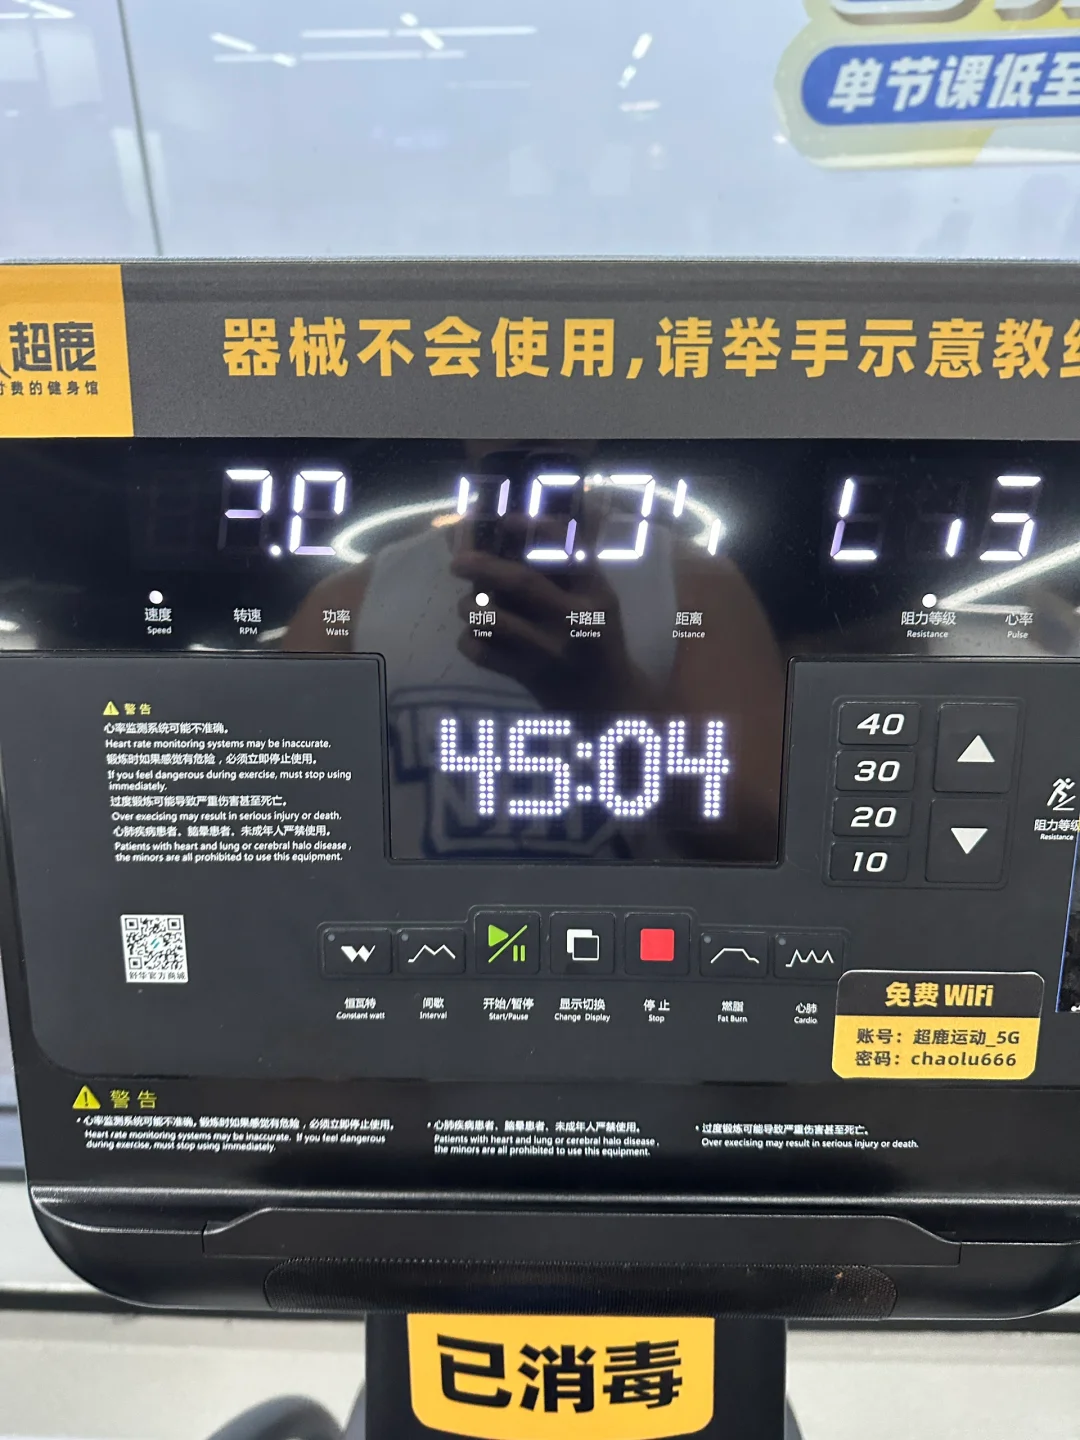 单节课低至
超鹿
费的健身馆
器械不会使用,请举手示意教
速度
Speed
转速
RPM
功率
Watts
时间
Time
卡路里
Calories
距离
Distance
阻力等级
Resistance
心率
Pulse
警告
心率监测系统可能不准确。
Heart rate monitoring systems may be inaccurate.
锻炼时如果感觉有危险，必须立即停止使用。
If you feel dangerous during exercise, must stop using
immediately.
过度锻炼可能导致严重伤害甚至死亡。
Over execising may result in serious injury or death.
心肺疾病患者、脑晕患者、未成年人严禁使用。
Patients with heart and lung or cerebral halo disease ,
the minors are all prohibited to use this equipment.
45:04
40
30
20
10
阻力等级
Resistance
舒华官方商城
恒瓦特
Constant watt
间歇
Interval
开始/暂停
Start/Pause
显示切换
Change Display
停止
Stop
燃脂
Fat Burn
心肺
Cardio
免费WiFi
账号：超鹿运动_5G
密码：chaolu666
警告
·心率监测系统可能不准确, 锻炼时如果感觉有危险，必须立即停止使用。
Heart rate monitoring systems may be inaccurate. If you feel dangerous
during exercise, must stop using immediately.
·心肺疾病患者、脑晕患者、未成年人严禁使用。
Patients with heart and lung or cerebral halo disease ,
the minors are all prohibited to use this equipment.
·过度锻炼可能导致严重伤害甚至死亡。
Over execising may result in serious injury or death.
已消毒